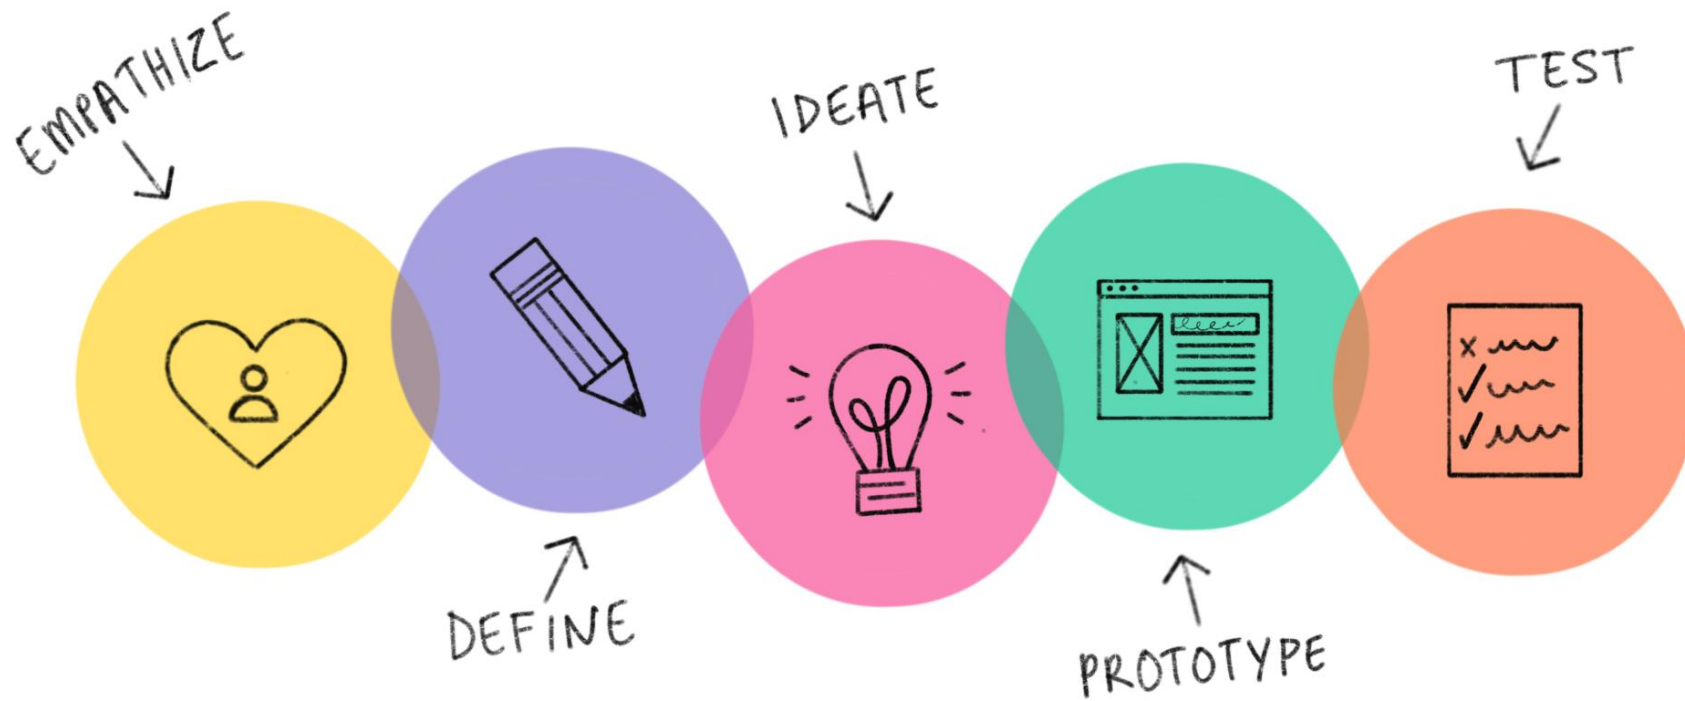 EMPATHIZE
DEFINE
IDEATE
PROTOTYPE
TEST